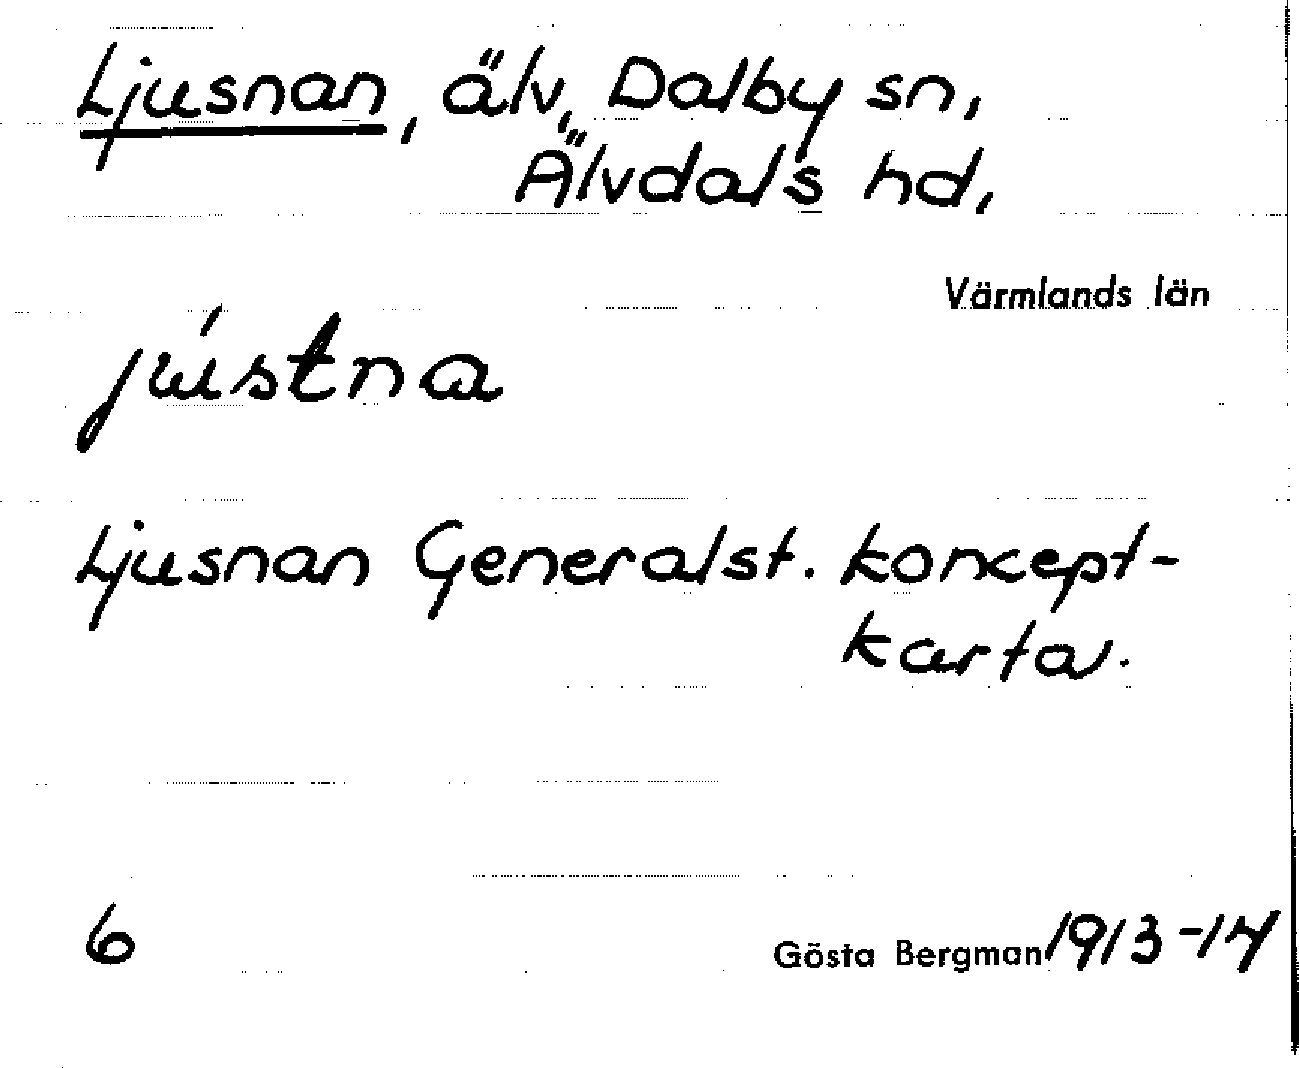 Ljusnan, älv, Dalby sn,
Älvdals hd,
Värmlands län
jústna
Ljusnan Generalst. koncept-
karta.
6
Gösta Bergman 1913-14